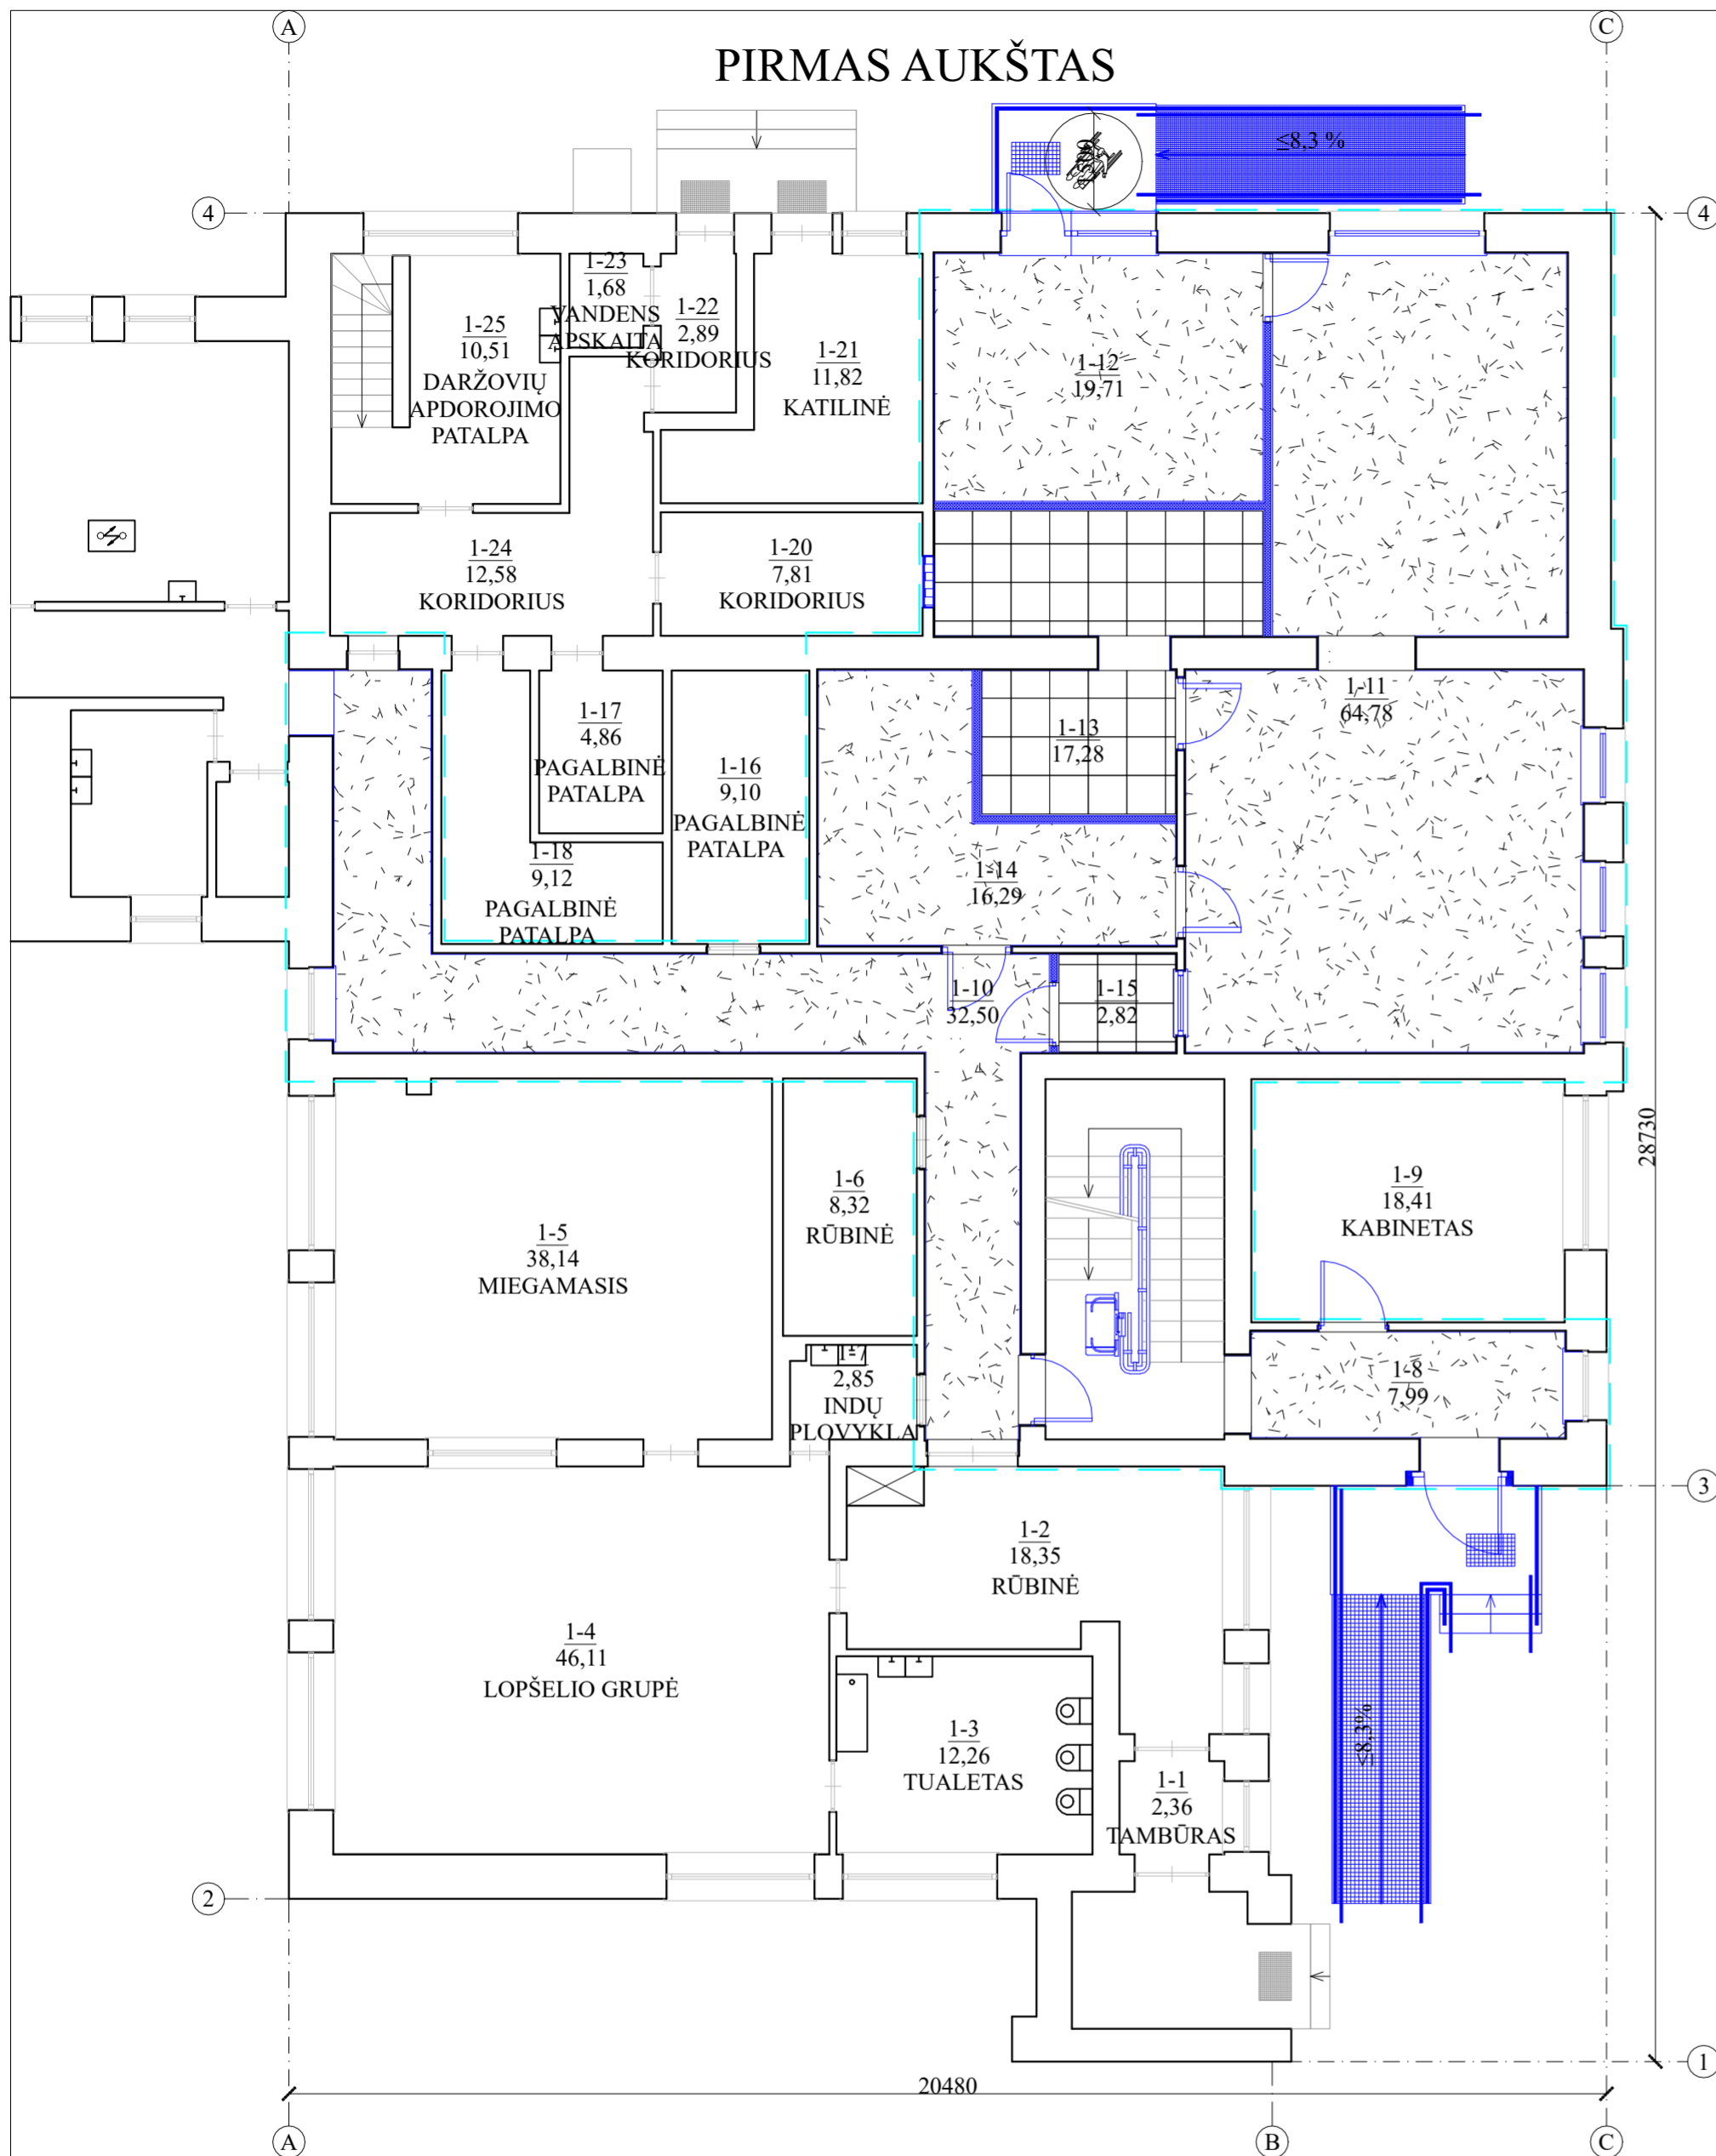 A
C
PIRMAS AUKŠTAS
≤8,3 %
1500
4
4
1-23
1,68
VANDENS
APSKAITA
1-22
2,89
KORIDORIUS
1-25
10,51
DARŽOVIŲ
APDOROJIMO
PATALPA
1-21
11,82
KATILINĖ
1-12
19,71
1-24
12,58
KORIDORIUS
1-20
7,81
KORIDORIUS
1-11
64,78
1-17
4,86
PAGALBINĖ
PATALPA
1-16
9,10
PAGALBINĖ
PATALPA
1-13
17,28
1-18
9,12
PAGALBINĖ
PATALPA
1-14
16,29
1-10
32,50
1-15
2,82
28730
1-9
18,41
KABINETAS
1-6
8,32
RŪBINĖ
1-5
38,14
MIEGAMASIS
1-7
2,85
INDŲ
PLOVYKLA
1-8
7,99
3
1-2
18,35
RŪBINĖ
1-4
46,11
LOPŠELIO GRUPĖ
1-3
12,26
TUALETAS
≤8,3%
1-1
2,36
TAMBŪRAS
2
1
20480
A
B
C